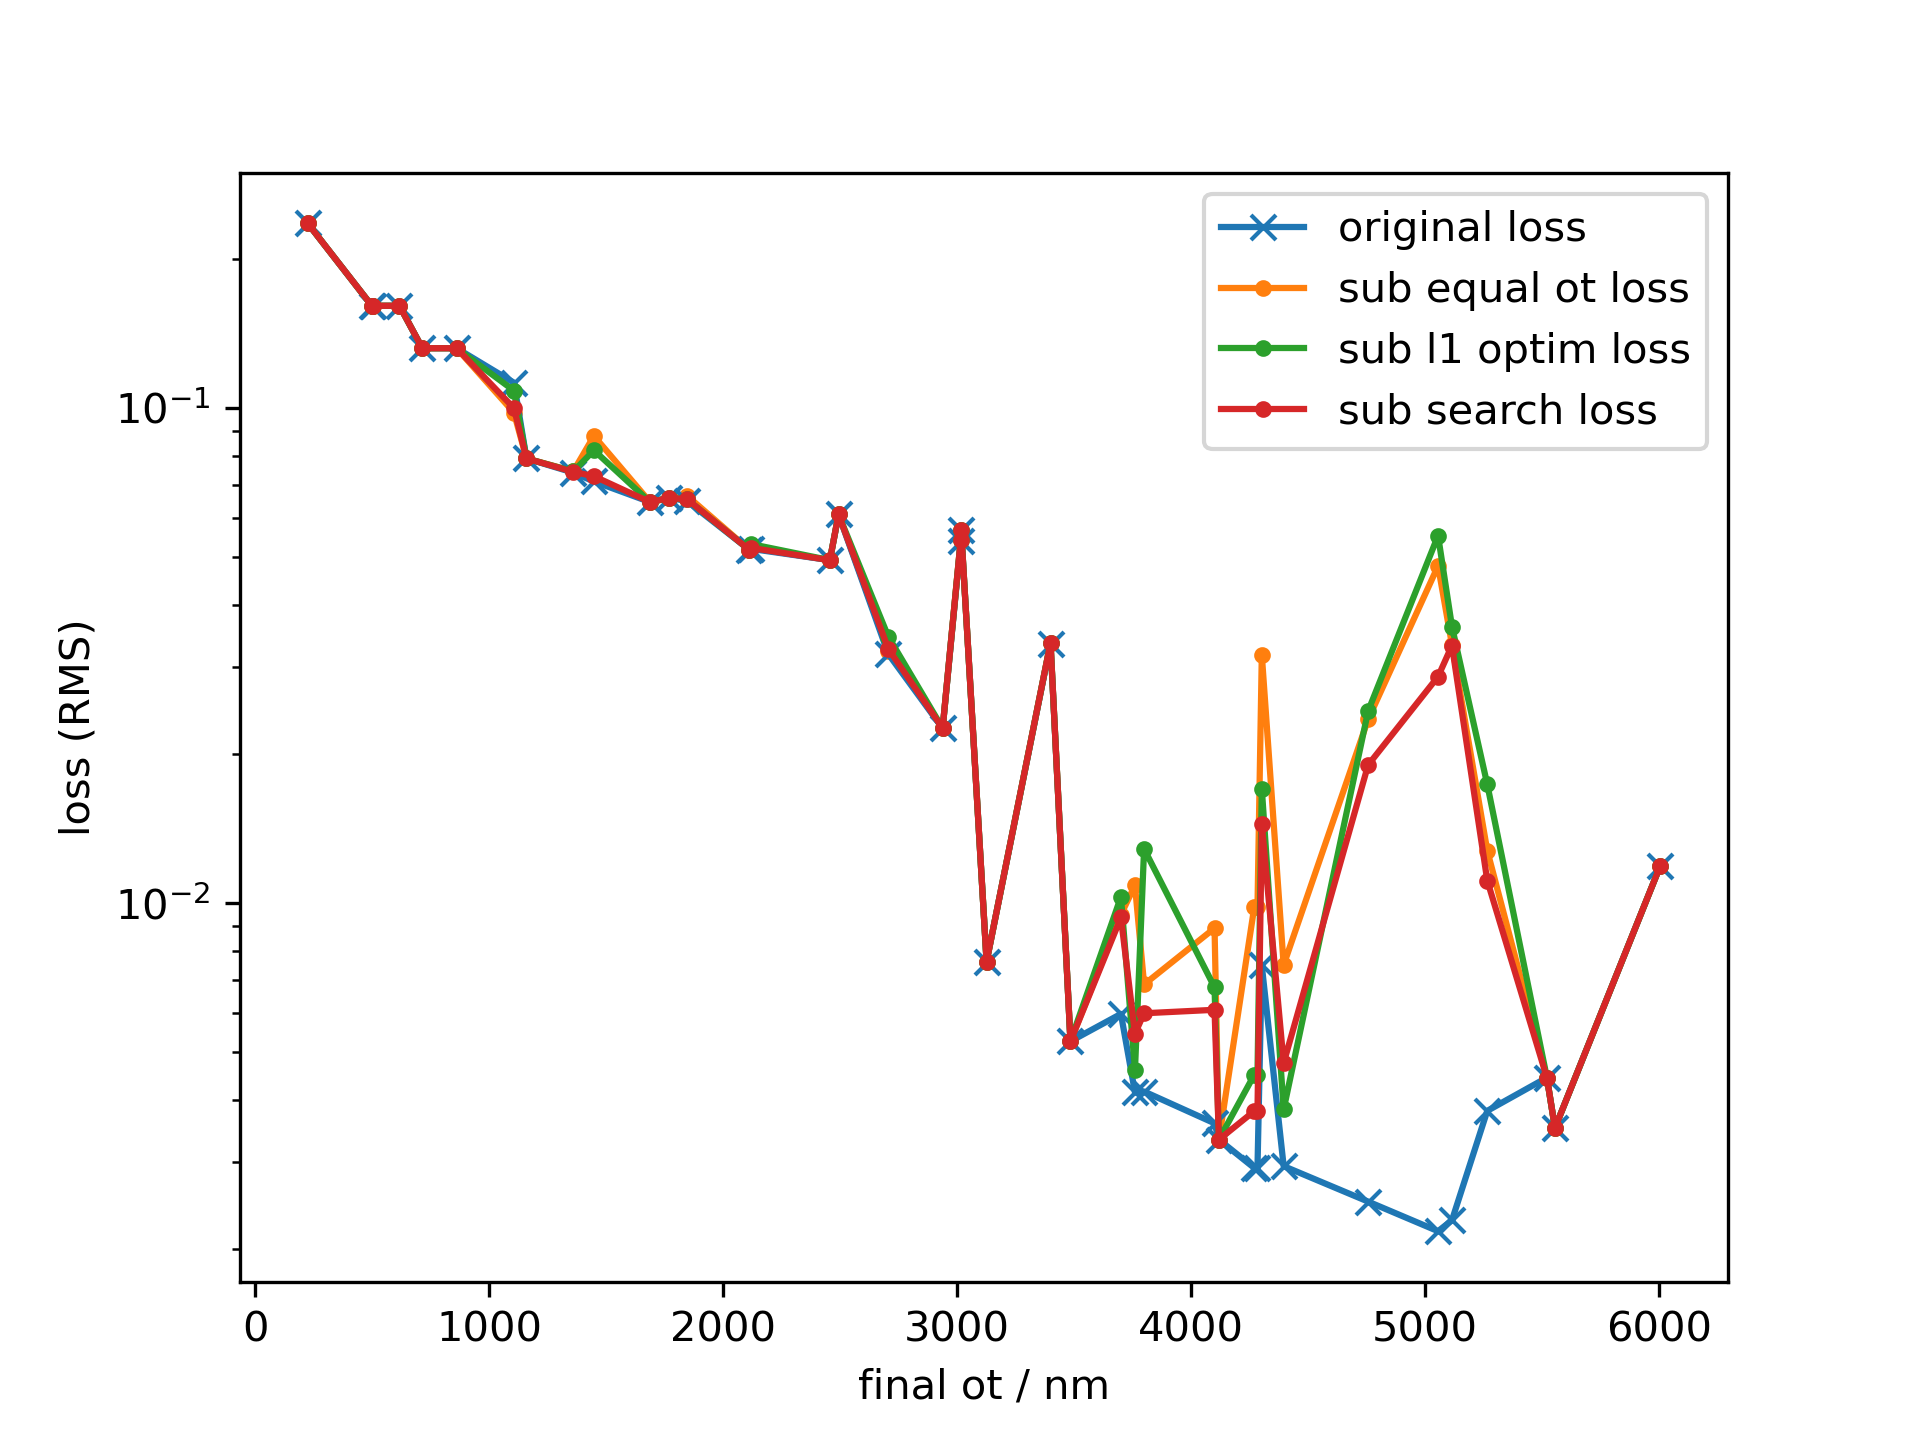 original loss
sub equal ot loss
sub l1 optim loss
sub search loss
10⁻¹
10⁻²
loss (RMS)
0 1000 2000 3000 4000 5000 6000
final ot / nm